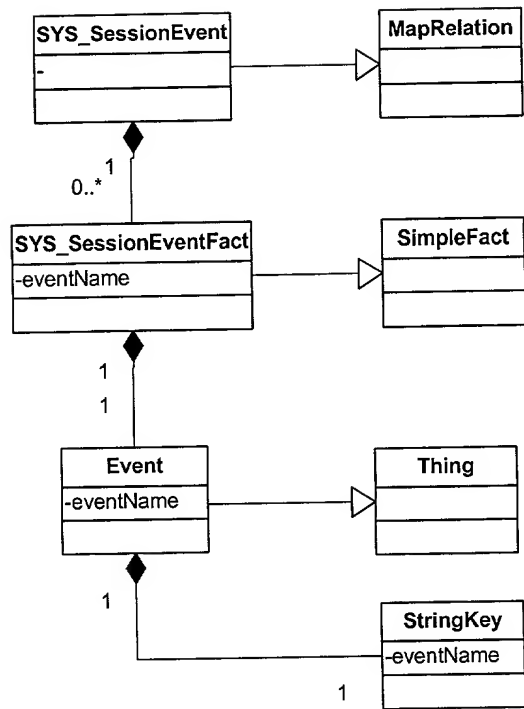 SYS_SessionEvent
MapRelation
-
1
0..*
SYS_SessionEventFact
SimpleFact
-eventName
1
1
Event
Thing
-eventName
1
StringKey
-eventName
1